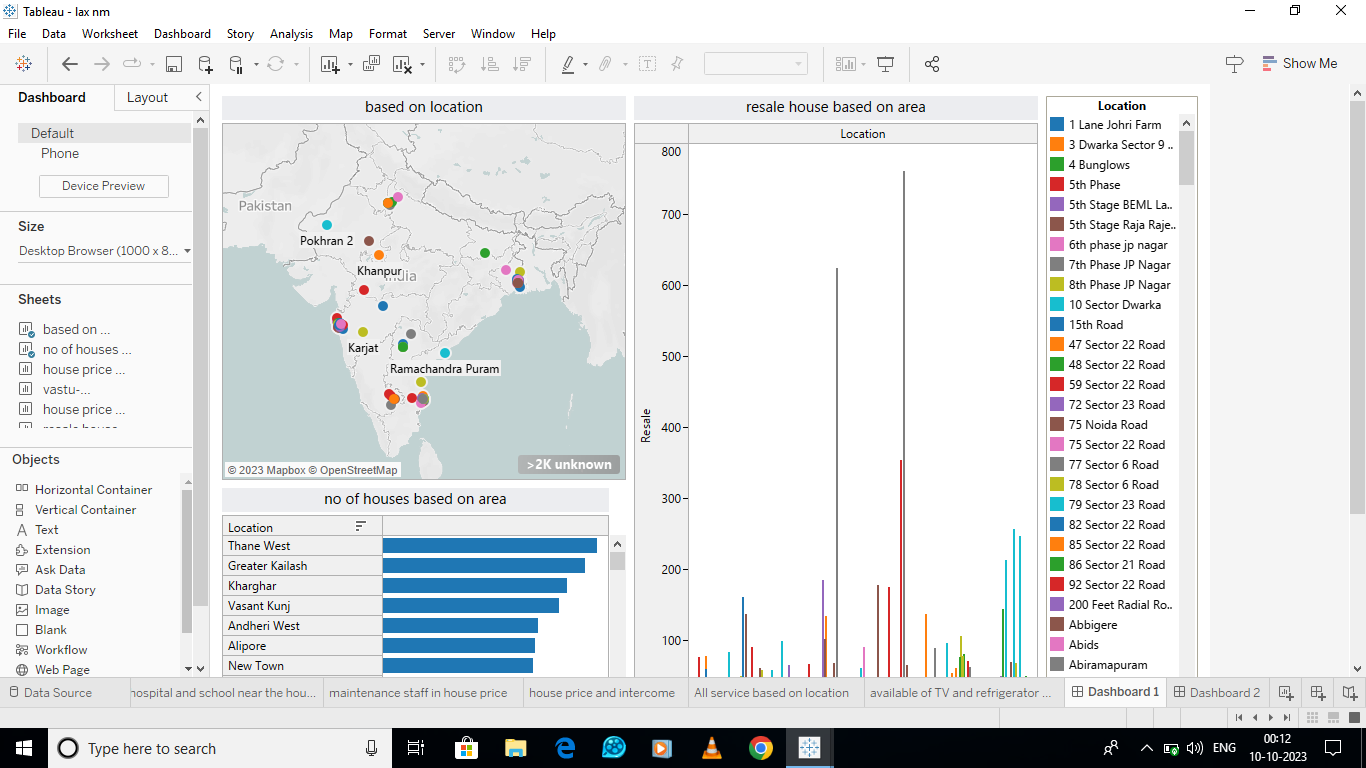 Tableau - lax nm
File Data Worksheet Dashboard Story Analysis Map Format Server Window Help
Show Me
Dashboard Layout
Default
Phone
Device Preview
Size
Desktop Browser (1000 x 8...
Sheets
based on ...
no of houses ...
house price ...
vastu-...
house price ...
Objects
Horizontal Container
Vertical Container
Text
Extension
Ask Data
Data Story
Image
Blank
Workflow
Web Page
based on location
Pakistan
Pokhran 2
Khanpur
India
Karjat
Ramachandra Puram
© 2023 Mapbox © OpenStreetMap
>2K unknown
no of houses based on area
Location
Thane West
Greater Kailash
Kharghar
Vasant Kunj
Andheri West
Alipore
New Town
resale house based on area
Location
Resale
800
700
600
500
400
300
200
100
Location
1 Lane Johri Farm
3 Dwarka Sector 9 ..
4 Bunglows
5th Phase
5th Stage BEML La..
5th Stage Raja Raje..
6th phase jp nagar
7th Phase JP Nagar
8th Phase JP Nagar
10 Sector Dwarka
15th Road
47 Sector 22 Road
48 Sector 22 Road
59 Sector 22 Road
72 Sector 23 Road
75 Noida Road
75 Sector 22 Road
77 Sector 6 Road
78 Sector 6 Road
79 Sector 23 Road
82 Sector 22 Road
85 Sector 22 Road
86 Sector 21 Road
92 Sector 22 Road
200 Feet Radial Ro..
Abbigere
Abids
Abiramapuram
Data Source hospital and school near the hou... maintenance staff in house price house price and intercome All service based on location available of TV and refrigerator ... Dashboard 1 Dashboard 2
Type here to search
ENG
00:12
10-10-2023